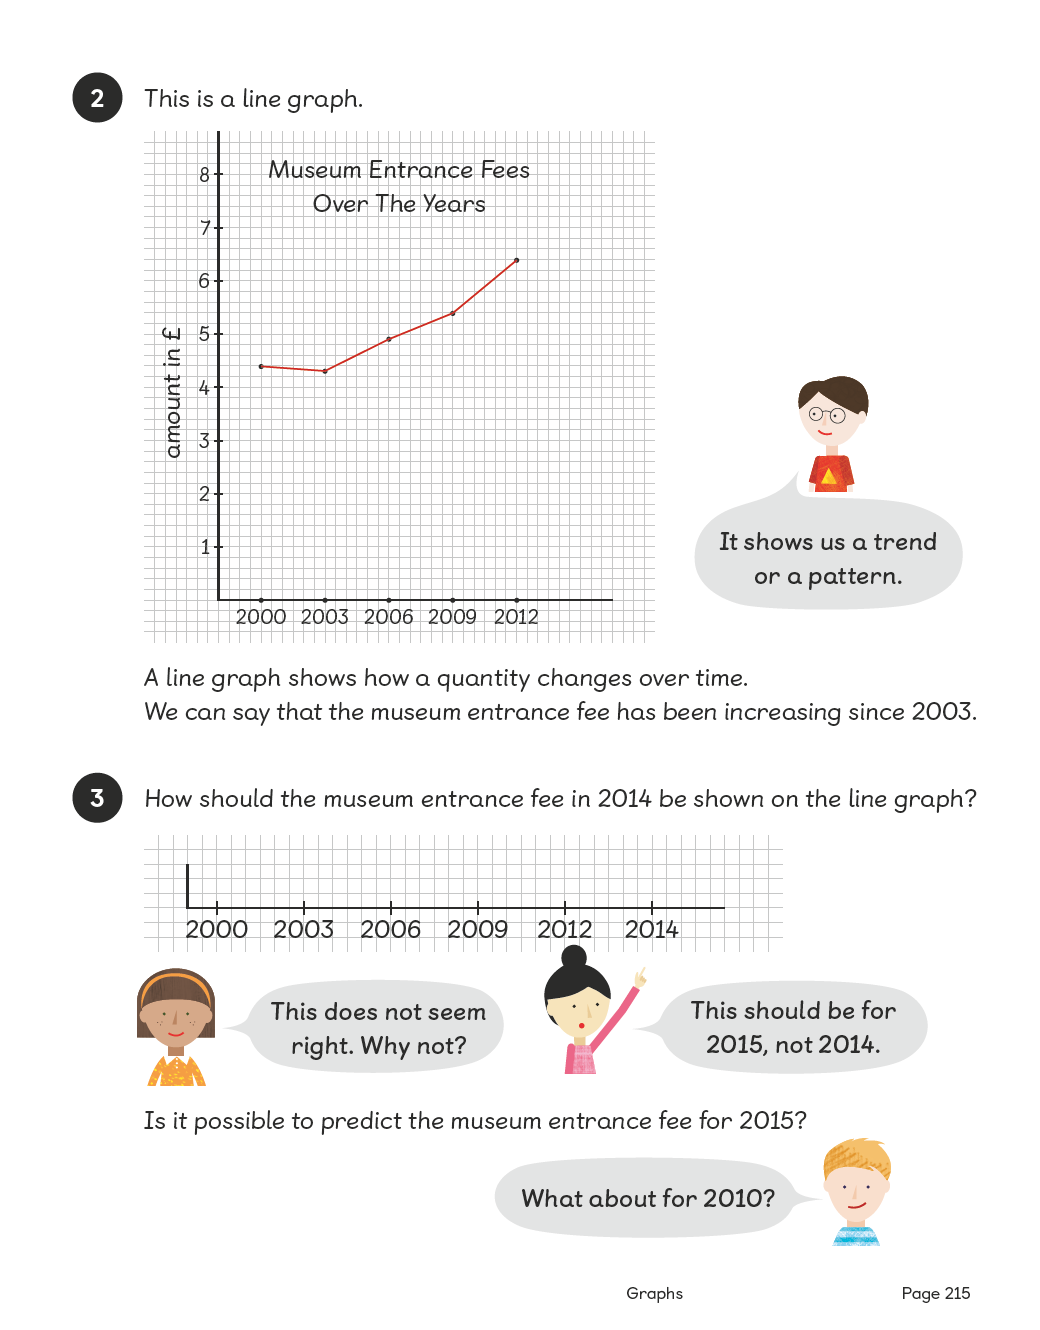 2
This is a line graph.
Museum Entrance Fees
Over The Years
amount in £
8
7
6
5
4
3
2
1
2000 2003 2006 2009 2012
It shows us a trend
or a pattern.
A line graph shows how a quantity changes over time.
We can say that the museum entrance fee has been increasing since 2003.
3
How should the museum entrance fee in 2014 be shown on the line graph?
2000 2003 2006 2009 2012 2014
This does not seem
right. Why not?
This should be for
2015, not 2014.
Is it possible to predict the museum entrance fee for 2015?
What about for 2010?
Graphs
Page 215